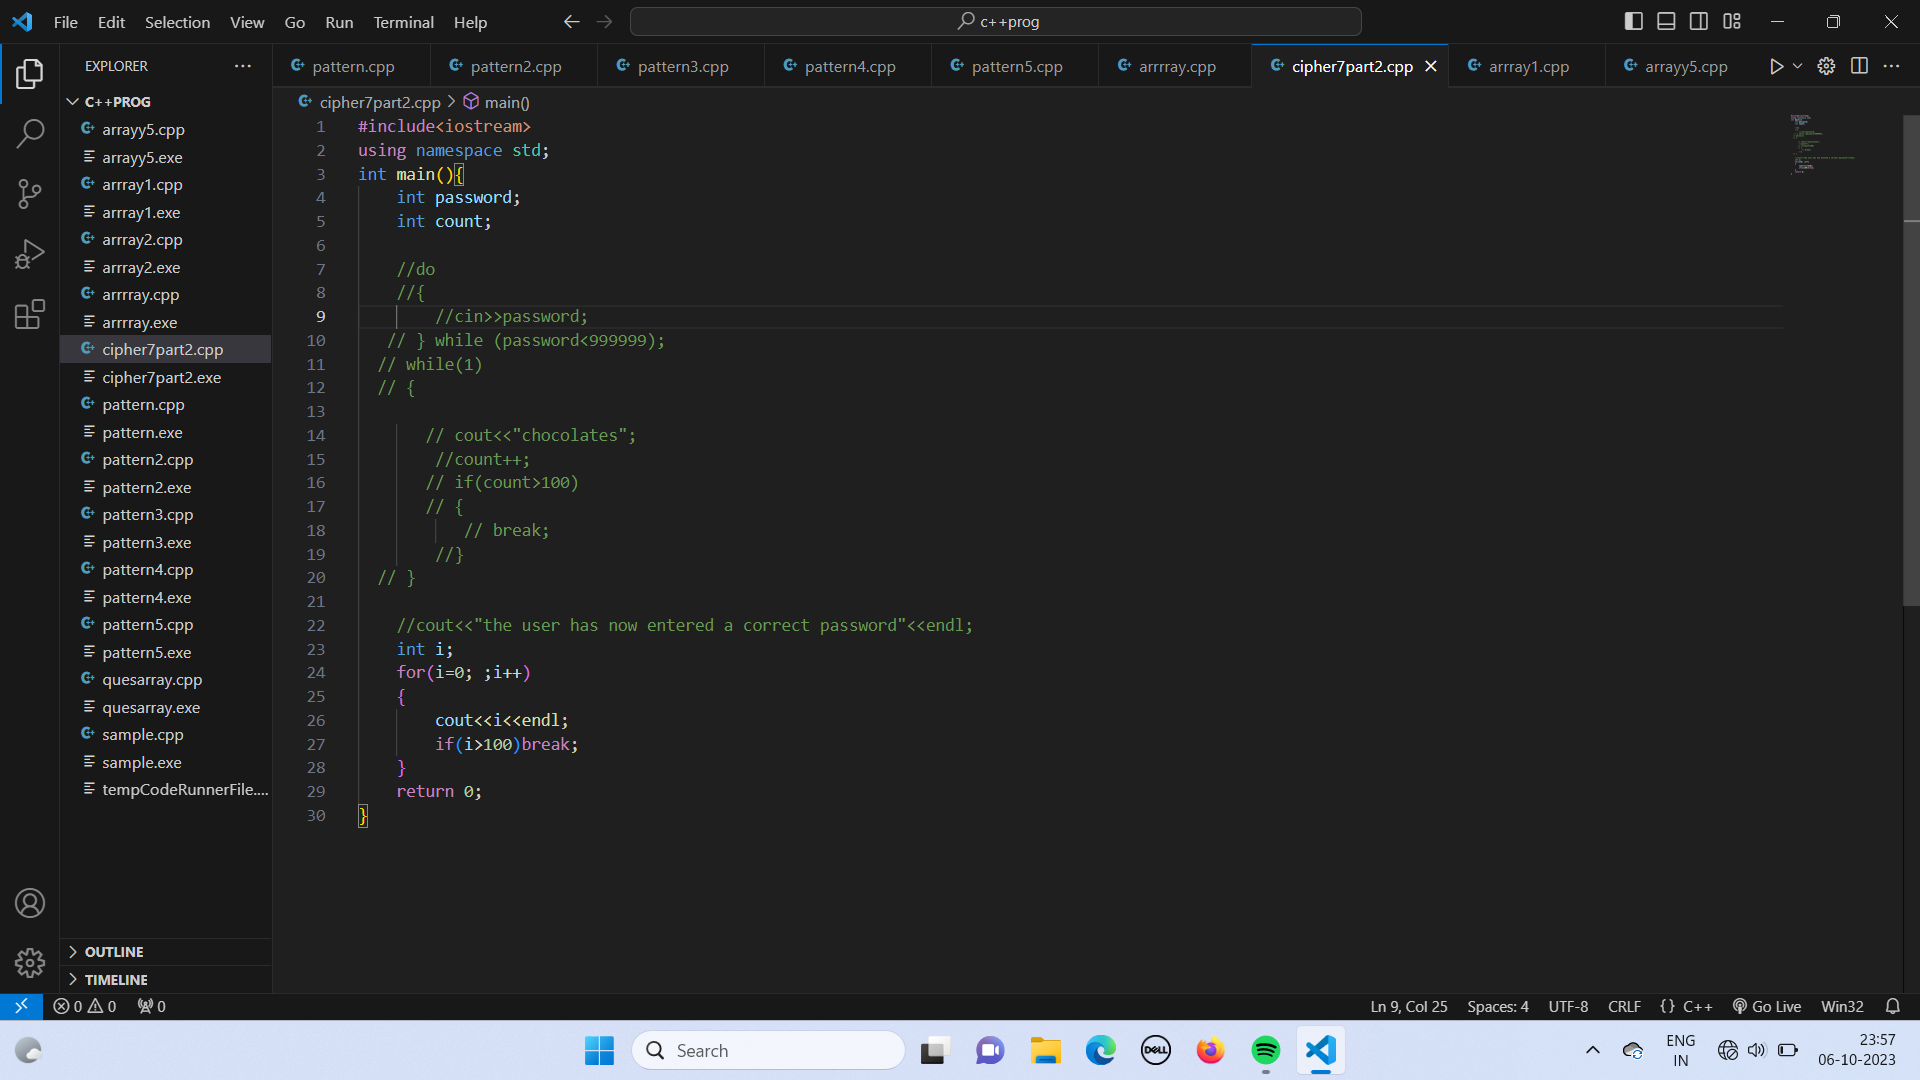 File Edit Selection View Go Run Terminal Help
c++prog
EXPLORER
pattern.cpp pattern2.cpp pattern3.cpp pattern4.cpp pattern5.cpp arrrray.cpp cipher7part2.cpp arrray1.cpp arrayy5.cpp
C++PROG
arrayy5.cpp
arrayy5.exe
arrray1.cpp
arrray1.exe
arrray2.cpp
arrray2.exe
arrrray.cpp
arrrray.exe
cipher7part2.cpp
cipher7part2.exe
pattern.cpp
pattern.exe
pattern2.cpp
pattern2.exe
pattern3.cpp
pattern3.exe
pattern4.cpp
pattern4.exe
pattern5.cpp
pattern5.exe
quesarray.cpp
quesarray.exe
sample.cpp
sample.exe
tempCodeRunnerFile....
OUTLINE
TIMELINE
cipher7part2.cpp > main()
1 #include<iostream>
2 using namespace std;
3 int main(){
4 int password;
5 int count;
6
7 //do
8 //{
9 //cin>>password;
10 // } while (password<999999);
11 // while(1)
12 // {
13
14 // cout<<"chocolates";
15 //count++;
16 // if(count>100)
17 // {
18 // break;
19 //}
20 // }
21
22 //cout<<"the user has now entered a correct password"<<endl;
23 int i;
24 for(i=0; ;i++)
25 {
26 cout<<i<<endl;
27 if(i>100)break;
28 }
29 return 0;
30 }
0 0 0 Ln 9, Col 25 Spaces: 4 UTF-8 CRLF {} C++ Go Live Win32
Search
DELL
ENG
IN
23:57
06-10-2023